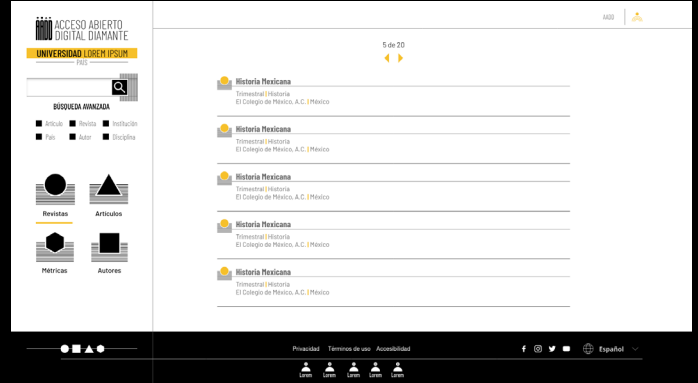 AADD ACCESO ABIERTO
DIGITAL DIAMANTE
UNIVERSIDAD LOREM IPSUM
PAÍS
BÚSQUEDA AVANZADA
Artículo Revista Institución
País Autor Disciplina
Revistas Artículos
Métricas Autores
AADD
5 de 20
Historia Mexicana
Trimestral | Historia
El Colegio de México, A.C. | México
Historia Mexicana
Trimestral | Historia
El Colegio de México, A.C. | México
Historia Mexicana
Trimestral | Historia
El Colegio de México, A.C. | México
Historia Mexicana
Trimestral | Historia
El Colegio de México, A.C. | México
Historia Mexicana
Trimestral | Historia
El Colegio de México, A.C. | México
Privacidad Términos de uso Accesibilidad
Español
Lorem Lorem Lorem Lorem Lorem